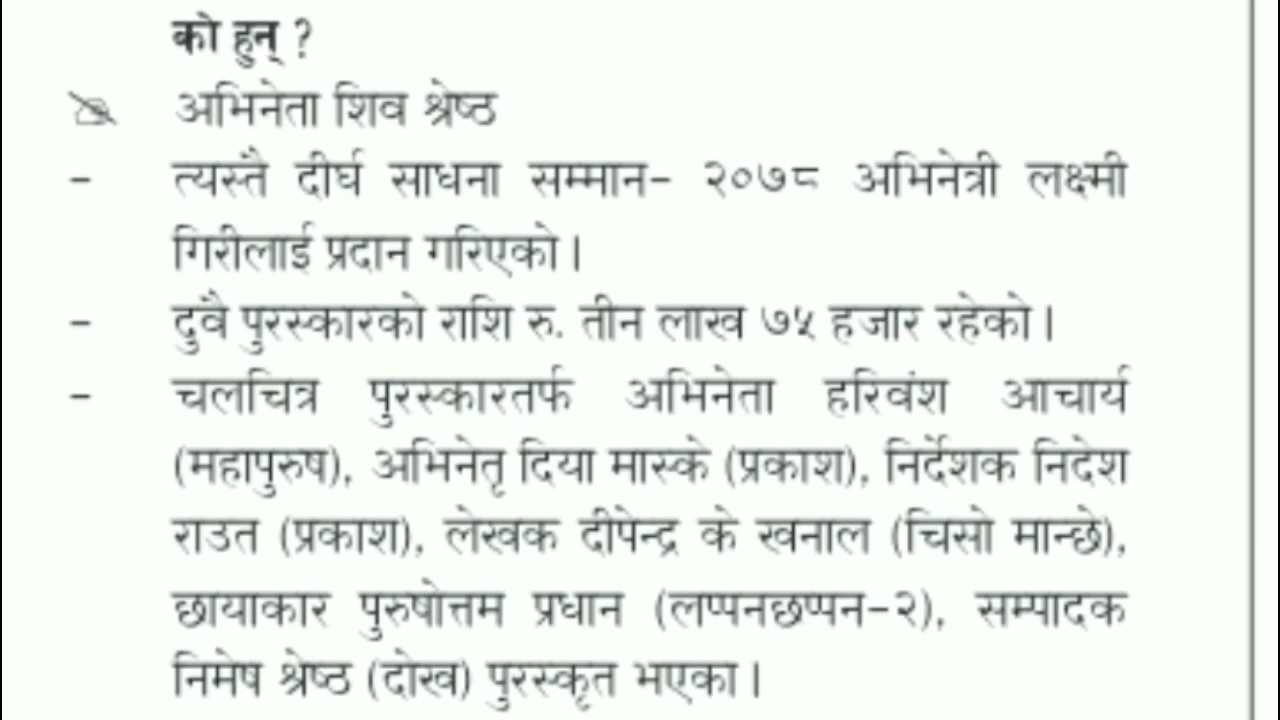 को हुन् ?
अभिनेता शिव श्रेष्ठ
- त्यस्तै दीर्घ साधना सम्मान- २०७८ अभिनेत्री लक्ष्मी
गिरीलाई प्रदान गरिएको ।
- दुवै पुरस्कारको राशि रु. तीन लाख ७५ हजार रहेको ।
- चलचित्र पुरस्कारतर्फ अभिनेता हरिवंश आचार्य
(महापुरुष), अभिनेतृ दिया मास्के (प्रकाश), निर्देशक निदेश
राउत (प्रकाश), लेखक दीपेन्द्र के खनाल (चिसो मान्छे),
छायाकार पुरुषोत्तम प्रधान (लप्पनछप्पन-२), सम्पादक
निमेष श्रेष्ठ (दोख) पुरस्कृत भएका ।